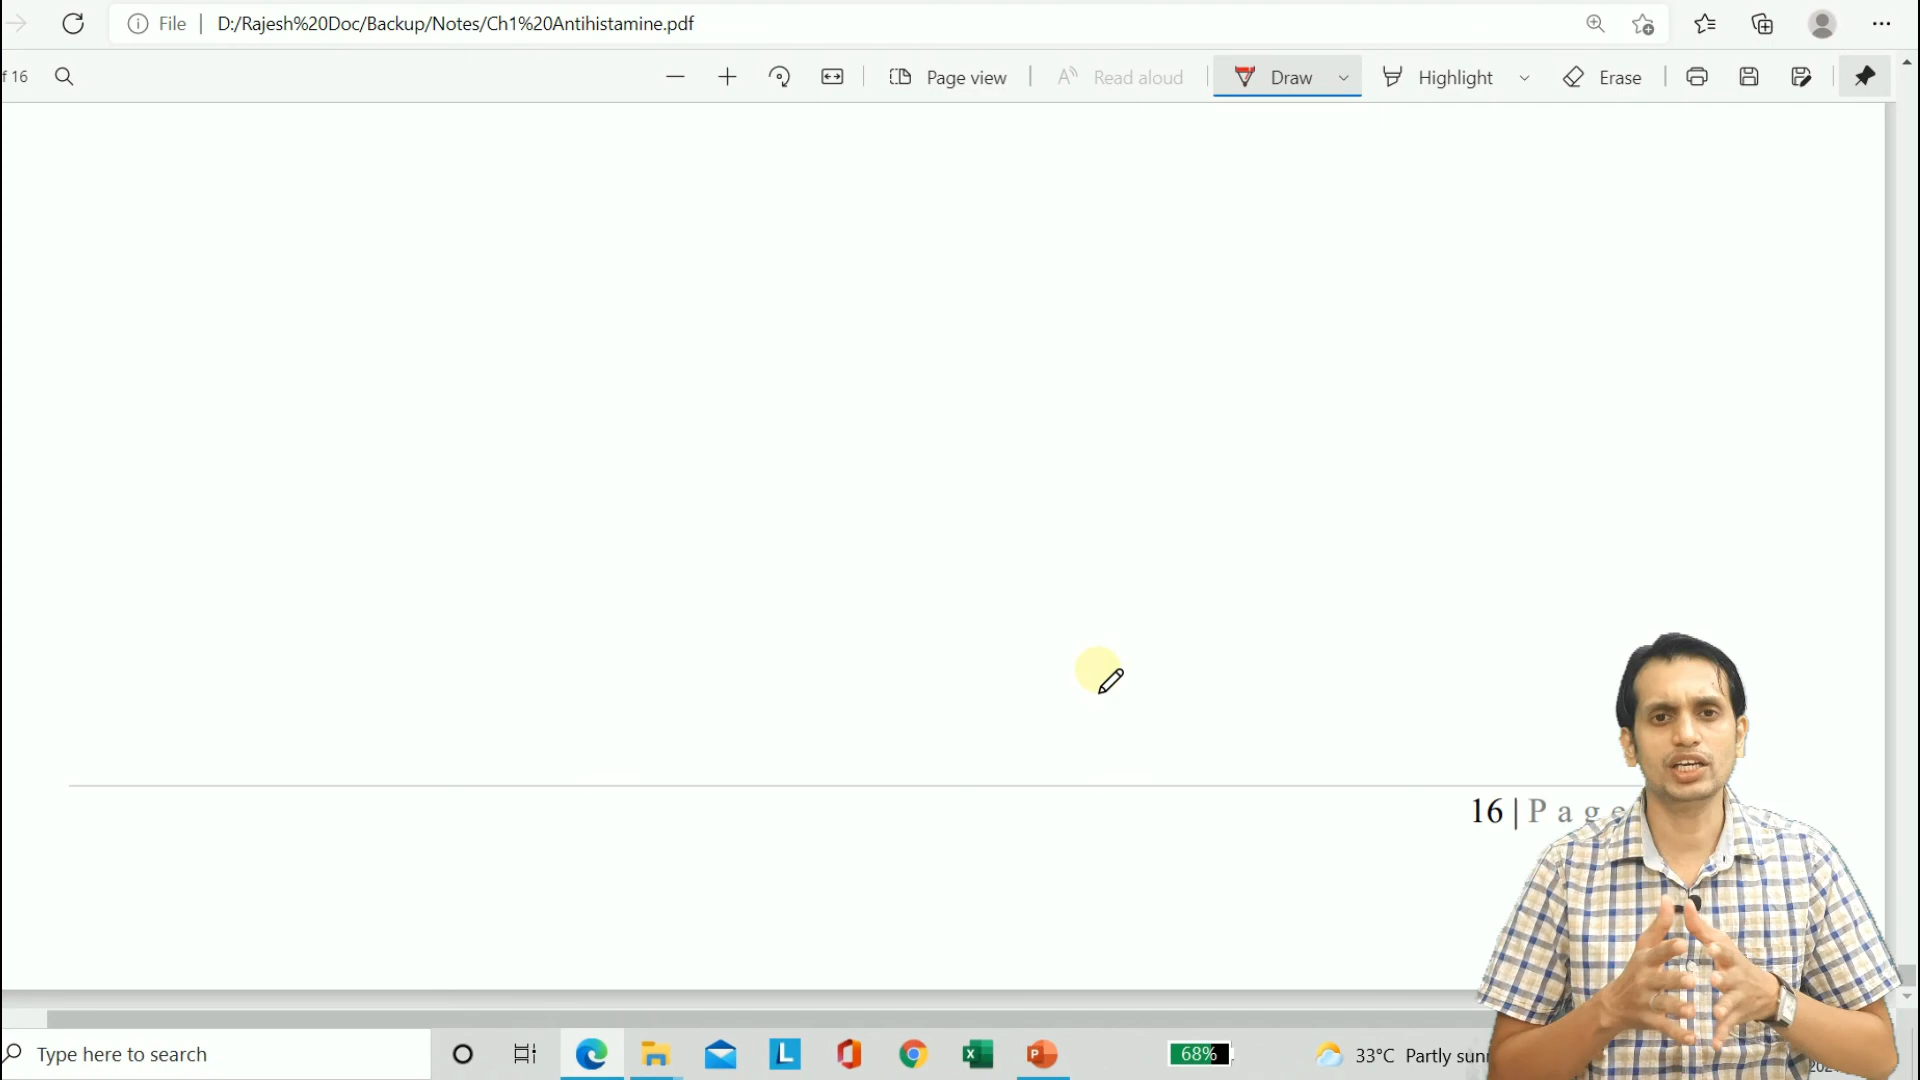 File | D:/Rajesh%20Doc/Backup/Notes/Ch1%20Antihistamine.pdf
f 16
Page view
Read aloud
Draw
Highlight
Erase
16 | P a g e
Type here to search
68%
33°C Partly sun